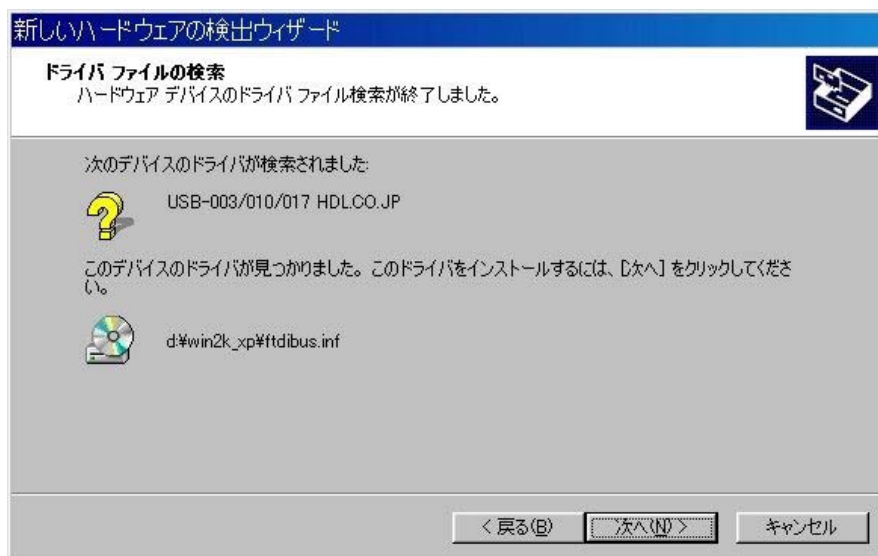 新しいハードウェアの検出ウィザード
ドライバ ファイルの検索
ハードウェア デバイスのドライバ ファイル検索が終了しました。
次のデバイスのドライバが検索されました:
USB-003/010/017 HDL.CO.JP
このデバイスのドライバが見つかりました。このドライバをインストールするには、[次へ] をクリックしてくださ
い。
d:¥win2k_xp¥ftdibus.inf
< 戻る(B)
次へ(N) >
キャンセル